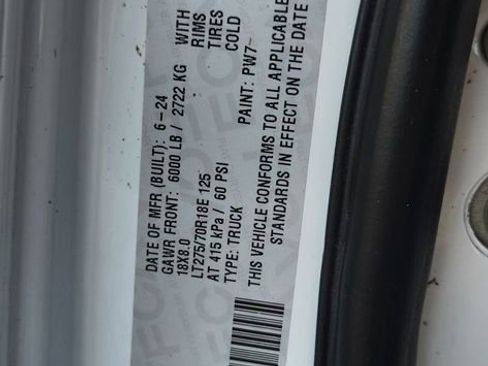 DATE OF MFR (BUILT): 6-24
GAWR FRONT: 6000 LB / 2722 KG WITH
18X8.0 RIMS
LT275/70R18E 125 TIRES
AT 415 kPa / 60 PSI COLD
TYPE: TRUCK PAINT: PW7
THIS VEHICLE CONFORMS TO ALL APPLICABLE
STANDARDS IN EFFECT ON THE DATE